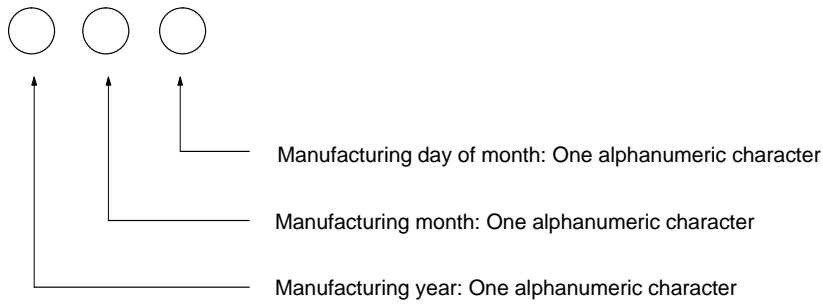 Manufacturing day of month: One alphanumeric character
Manufacturing month: One alphanumeric character
Manufacturing year: One alphanumeric character